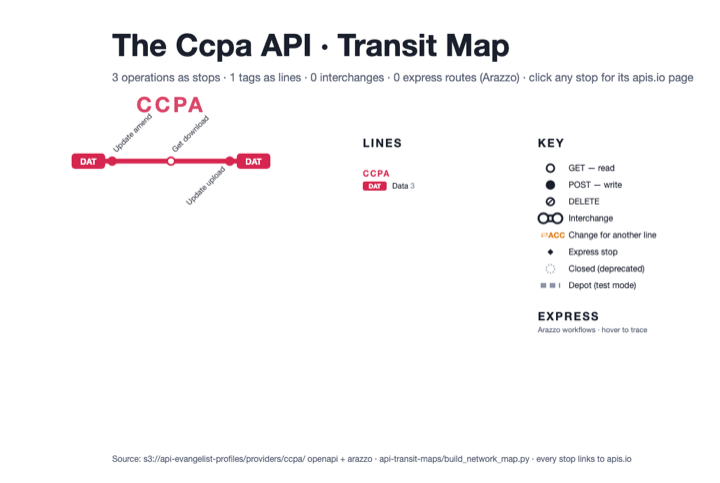 The Ccpa API · Transit Map
3 operations as stops · 1 tags as lines · 0 interchanges · 0 express routes (Arazzo) · click any stop for its apis.io page
CCPA
Update amend
Get download
DAT
DAT
Update upload
LINES
CCPA
DAT Data 3
KEY
GET — read
POST — write
DELETE
Interchange
⇄ACC Change for another line
Express stop
Closed (deprecated)
Depot (test mode)
EXPRESS
Arazzo workflows · hover to trace
Source: s3://api-evangelist-profiles/providers/ccpa/ openapi + arazzo · api-transit-maps/build_network_map.py · every stop links to apis.io